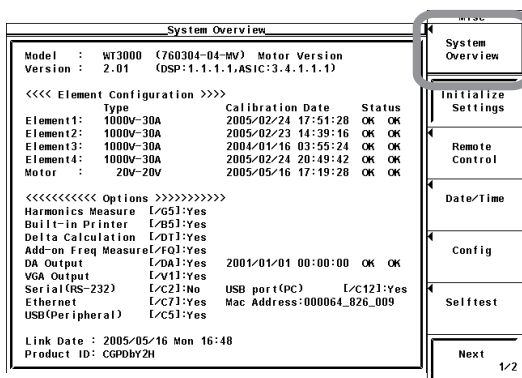 System Overview
Model : WT3000 (760304-04-MV) Motor Version
Version : 2.01 (DSP:1.1.1.1,ASIC:3.4.1.1.1)
<<<< Element Configuration >>>>
Type Calibration Date Status
Element1: 1000V-30A 2005/02/24 17:51:28 OK OK
Element2: 1000V-30A 2005/02/23 14:39:16 OK OK
Element3: 1000V-30A 2004/01/16 03:55:24 OK OK
Element4: 1000V-30A 2005/02/24 20:49:42 OK OK
Motor : 20V-20V 2005/05/16 17:19:28 OK OK
<<<<<<<<<<< Options >>>>>>>>>>>
Harmonics Measure [/G5]:Yes
Built-in Printer [/B5]:Yes
Delta Calculation [/DT]:Yes
Add-on Freq Measure[/FQ]:Yes
DA Output [/DA]:Yes 2001/01/01 00:00:00 OK OK
VGA Output [/V1]:Yes
Serial(RS-232) [/C2]:No USB port(PC) [/C12]:Yes
Ethernet [/C7]:Yes Mac Address:000064_826_009
USB(Peripheral) [/C5]:Yes
Link Date : 2005/05/16 Mon 16:48
Product ID: CGPDbY2H
Misc
System
Overview
Initialize
Settings
Remote
Control
Date/Time
Config
Selftest
Next
1/2